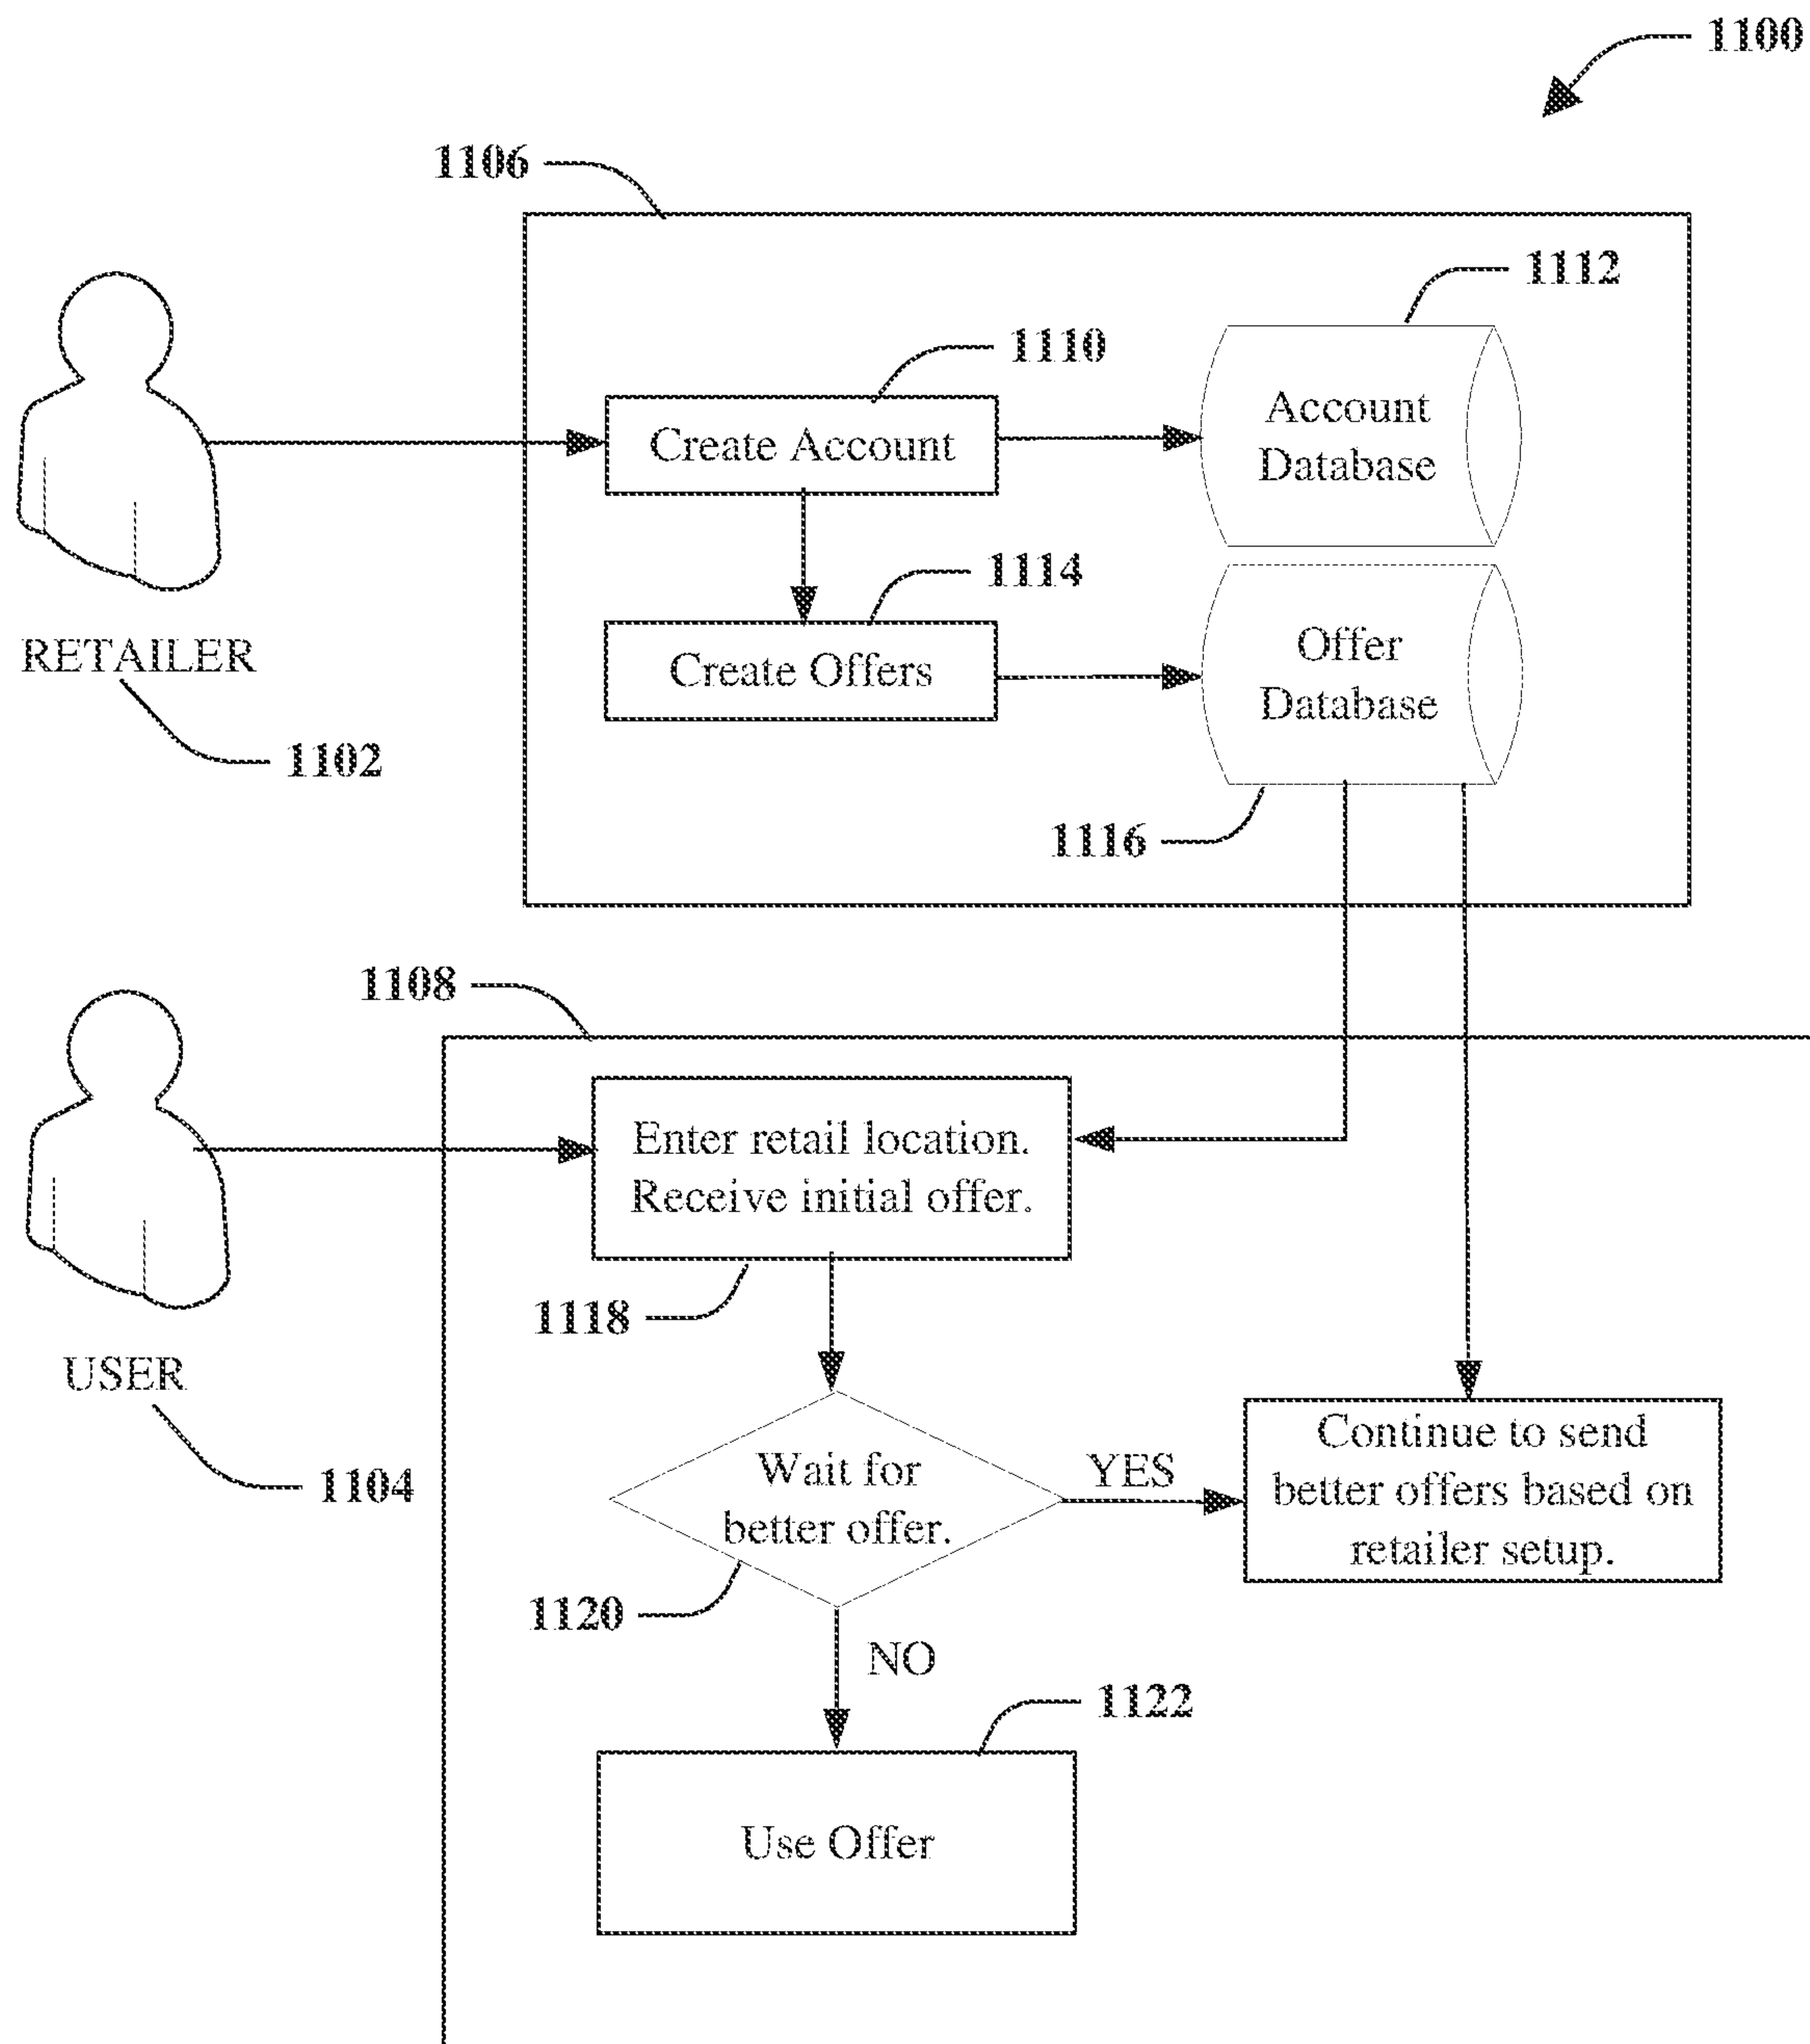 1100
1106
1112
1110
Account
Database
Create Account
1114
Offer
Database
Create Offers
RETAILER
1102
1116
1108
Enter retail location.
Receive initial offer.
1118
USER
1104
Wait for
better offer.
YES
Continue to send
better offers based on
retailer setup.
1120
NO
1122
Use Offer